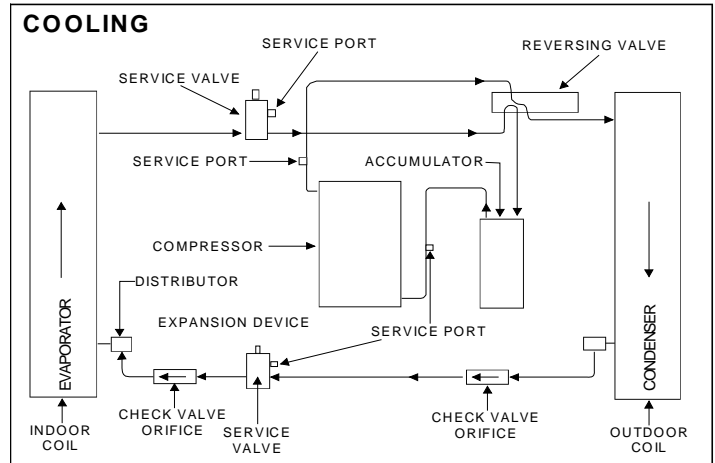 COOLING
SERVICE PORT
REVERSING VALVE
SERVICE VALVE
SERVICE PORT
ACCUMULATOR
COMPRESSOR
DISTRIBUTOR
EVAPORATOR
CONDENSER
EXPANSION DEVICE
SERVICE PORT
INDOOR
COIL
CHECK VALVE
ORIFICE
SERVICE
VALVE
CHECK VALVE
ORIFICE
OUTDOOR
COIL